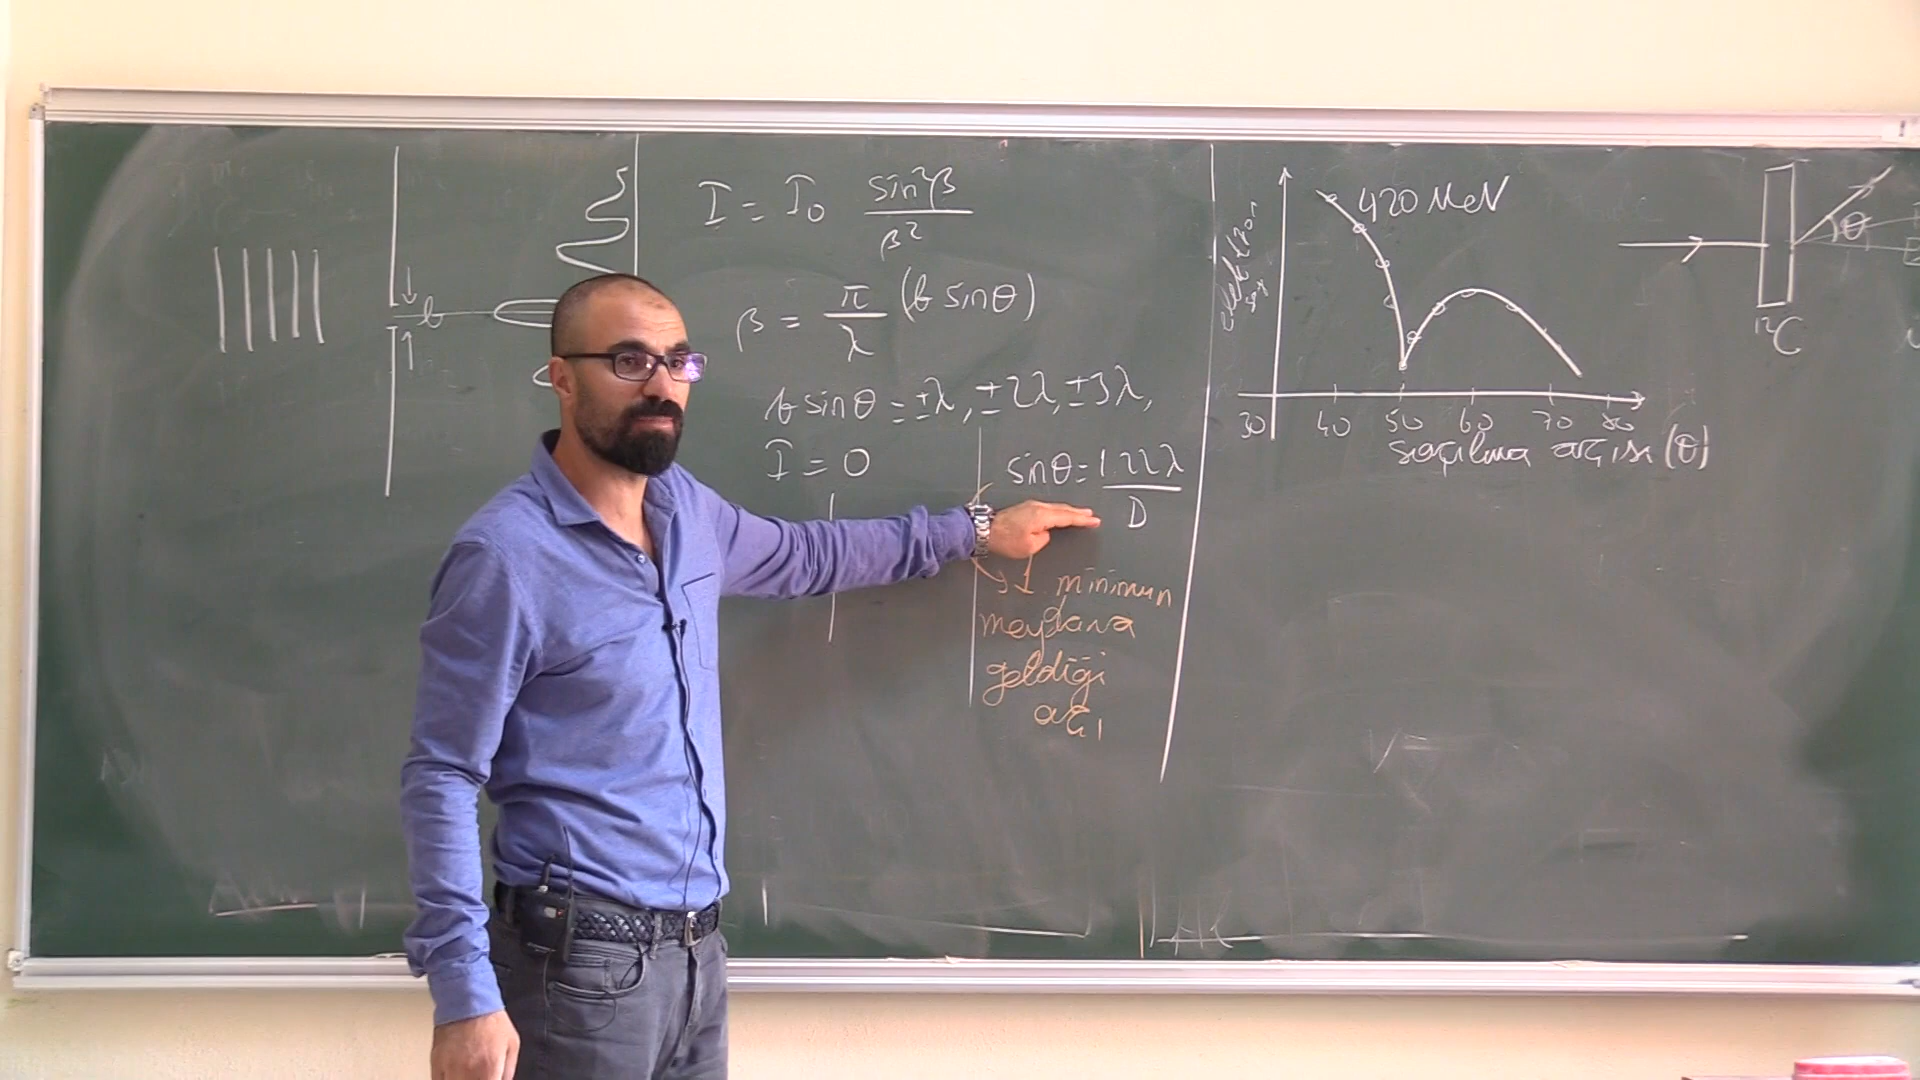 b
I = I₀ sin²β / β²
β = π/λ (b sinθ)
b sinθ = ±λ, ±2λ, ±3λ,
I = 0
sinθ = 1.22λ / D
→ 1. minimum
meydana
geldiği
açı
420 MeV
elektron
say
30 40 50 60 70 80
saçılma açısı (θ)
θ
¹²C